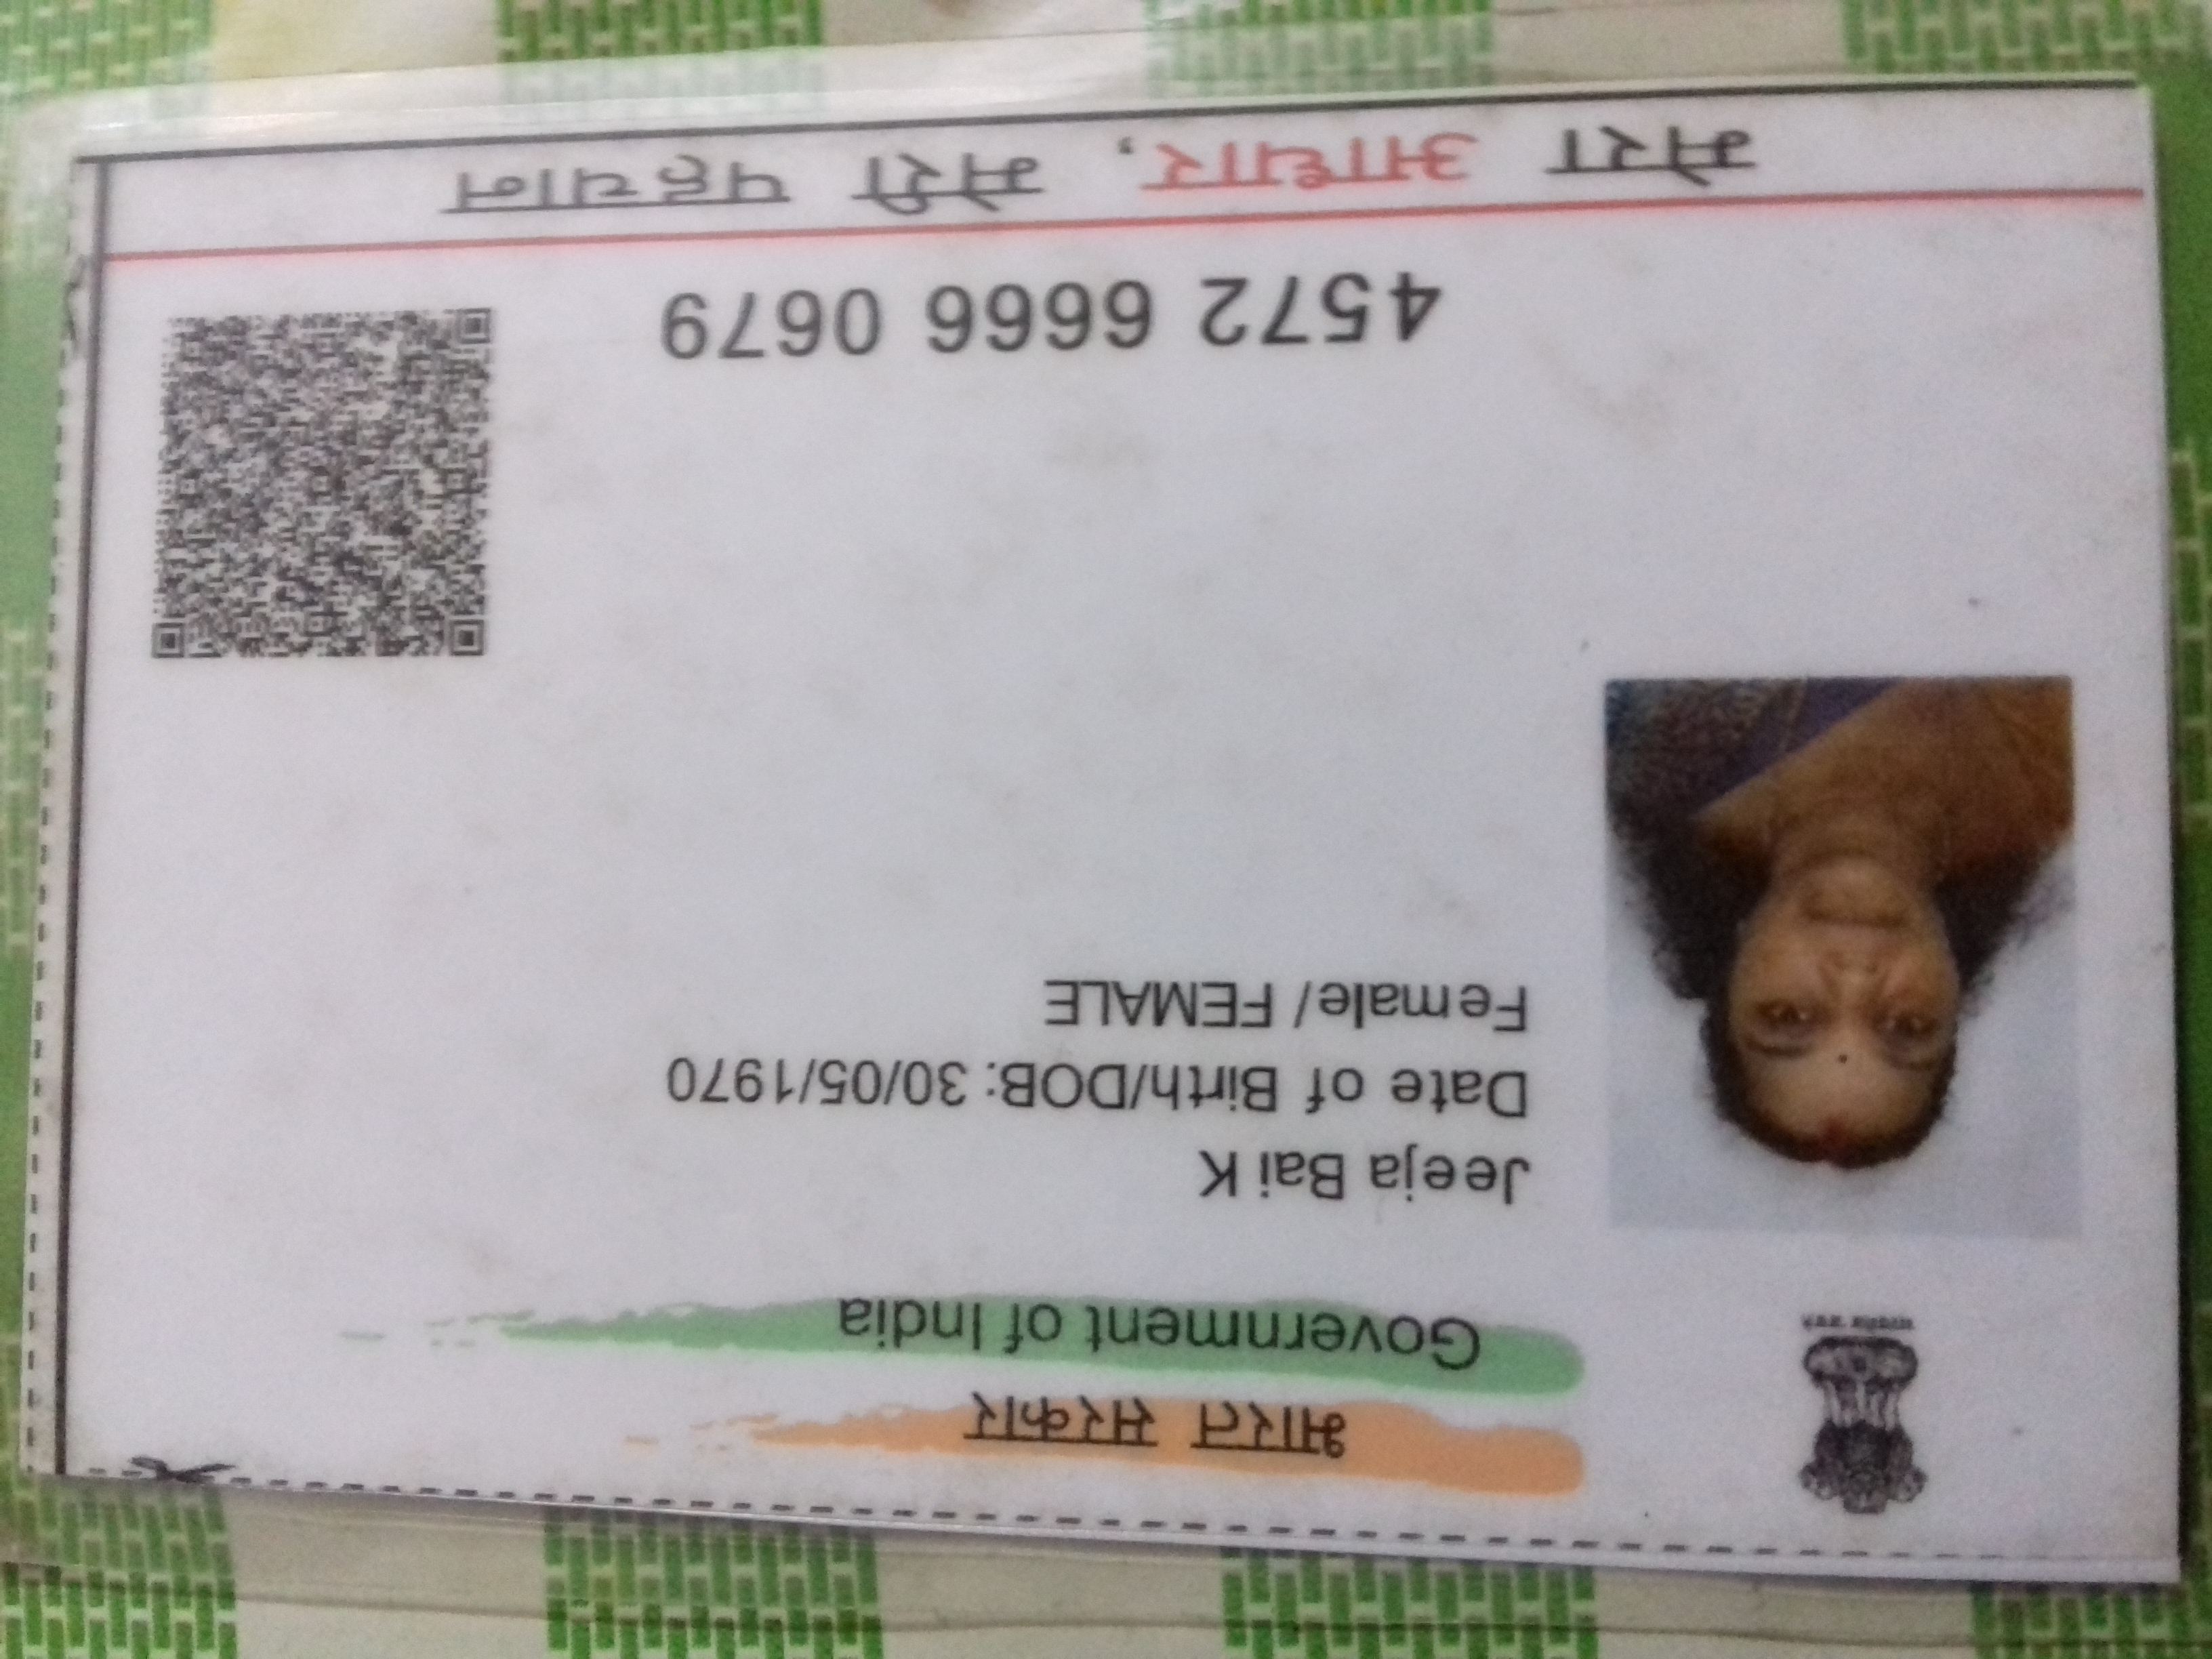 भारत सरकार
Government of India
Jeeja Bai K
Date of Birth/DOB: 30/05/1970
Female/ FEMALE
4572 6666 0679
मेरा आधार, मेरी पहचान